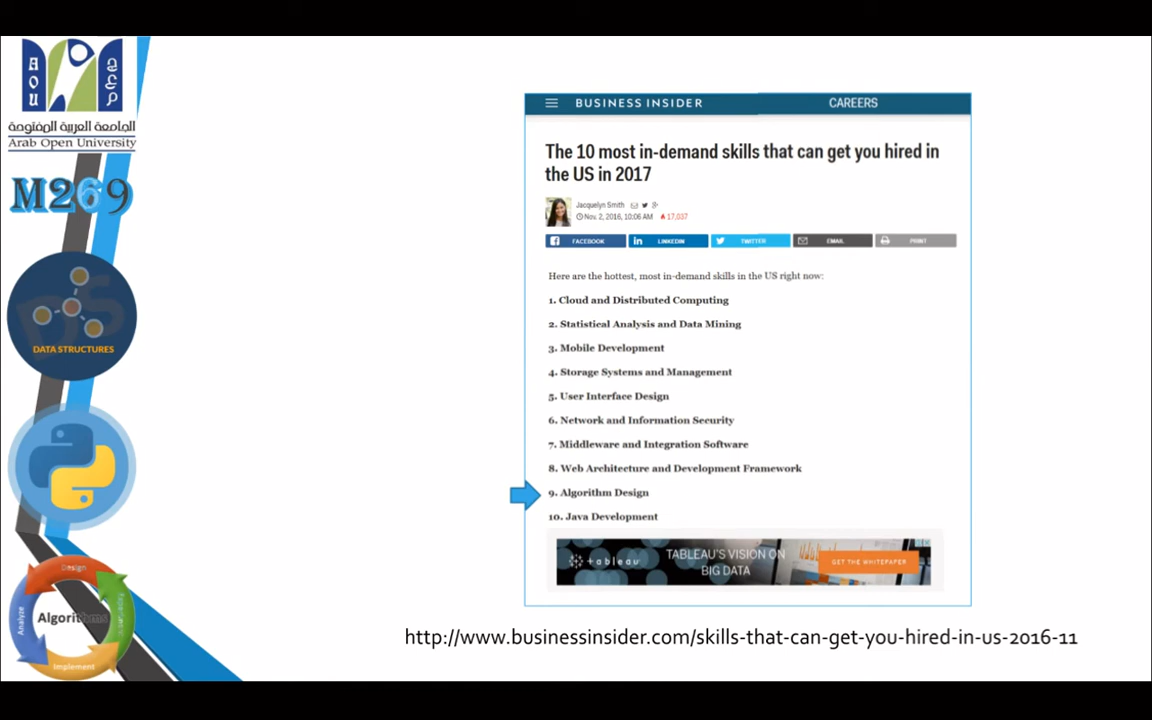 AOU
الجامعة العربية المفتوحة
Arab Open University
M269
DATA STRUCTURES
Design
Analyze
Algorithms
Implement
BUSINESS INSIDER
CAREERS
The 10 most in-demand skills that can get you hired in
the US in 2017
Jacquelyn Smith
Nov. 2, 2016, 10:06 AM 17,037
FACEBOOK
LINKEDIN
TWITTER
EMAIL
PRINT
Here are the hottest, most in-demand skills in the US right now:
1. Cloud and Distributed Computing
2. Statistical Analysis and Data Mining
3. Mobile Development
4. Storage Systems and Management
5. User Interface Design
6. Network and Information Security
7. Middleware and Integration Software
8. Web Architecture and Development Framework
9. Algorithm Design
10. Java Development
tableau
TABLEAU'S VISION ON
BIG DATA
GET THE WHITEPAPER
http://www.businessinsider.com/skills-that-can-get-you-hired-in-us-2016-11